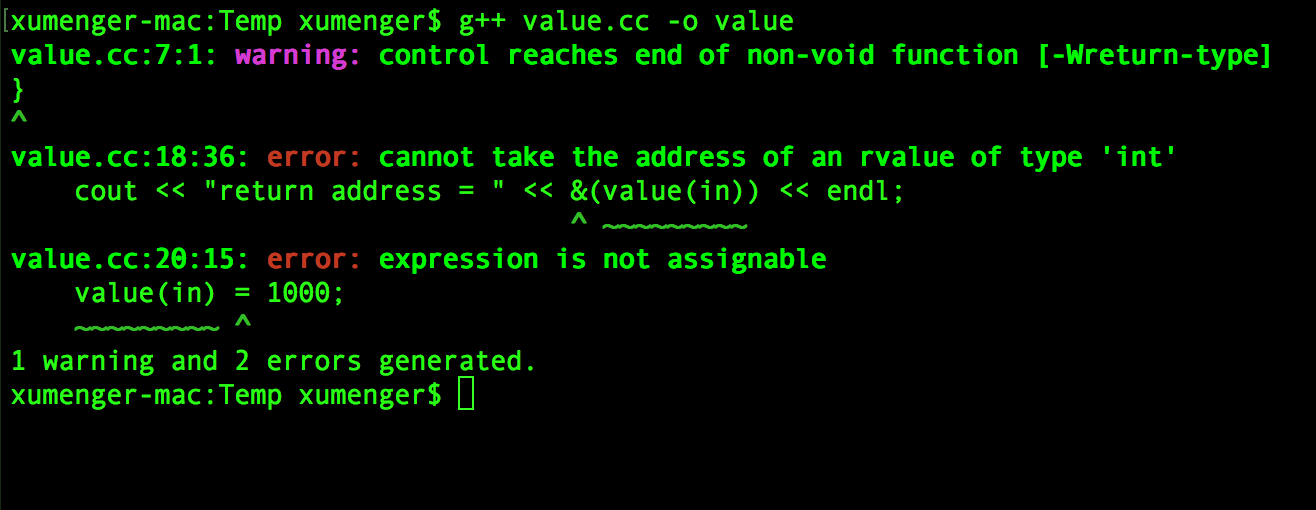 [xumenger-mac:Temp xumenger$ g++ value.cc -o value
value.cc:7:1: warning: control reaches end of non-void function [-Wreturn-type]
}
^
value.cc:18:36: error: cannot take the address of an rvalue of type 'int'
    cout << "return address = " << &(value(in)) << endl;
                                   ^ ~~~~~~~~~
value.cc:20:15: error: expression is not assignable
    value(in) = 1000;
    ~~~~~~~~~ ^
1 warning and 2 errors generated.
xumenger-mac:Temp xumenger$